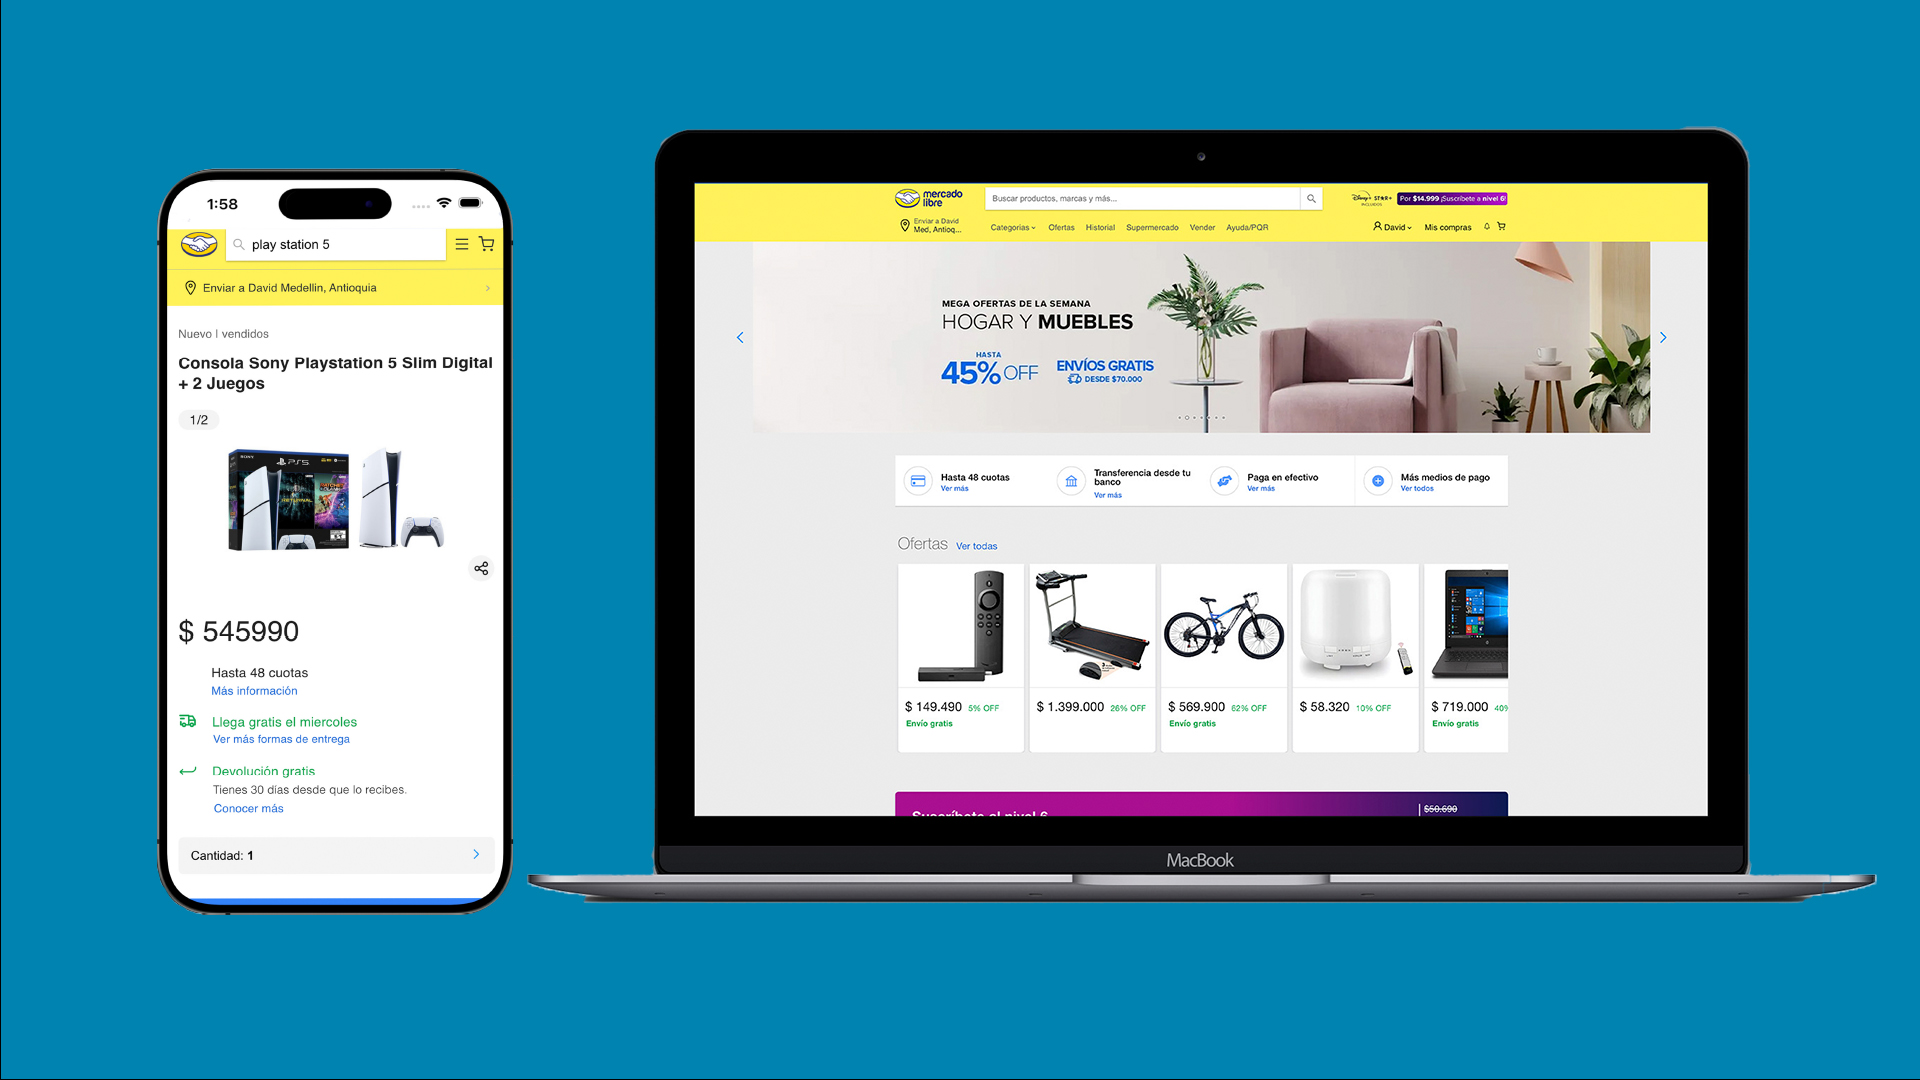 1:58
play station 5
Enviar a David Medellin, Antioquia
Nuevo | vendidos
Consola Sony Playstation 5 Slim Digital
+ 2 Juegos
1/2
SONY
PS5
RETURNAL
$ 545990
Hasta 48 cuotas
Más información
Llega gratis el miercoles
Ver más formas de entrega
Devolución gratis
Tienes 30 días desde que lo recibes.
Conocer más
Cantidad: 1
mercado
libre
Buscar productos, marcas y más...
Disney+ STAR+
INCLUIDOS
Por $14.999 ¡Suscríbete a nivel 6!
Enviar a David
Med, Antioq...
Categorías
Ofertas
Historial
Supermercado
Vender
Ayuda/PQR
David
Mis compras
MEGA OFERTAS DE LA SEMANA
HOGAR Y MUEBLES
HASTA
45% OFF
ENVÍOS GRATIS
DESDE $70.000
Hasta 48 cuotas
Ver más
Transferencia desde tu
banco
Ver más
Paga en efectivo
Ver más
Más medios de pago
Ver todos
Ofertas Ver todas
$ 149.490 5% OFF
Envío gratis
$ 1.399.000 26% OFF
$ 569.900 62% OFF
Envío gratis
$ 58.320 10% OFF
$ 719.000 40%
Envío gratis
Suscríbete al nivel 6
$50.690
MacBook